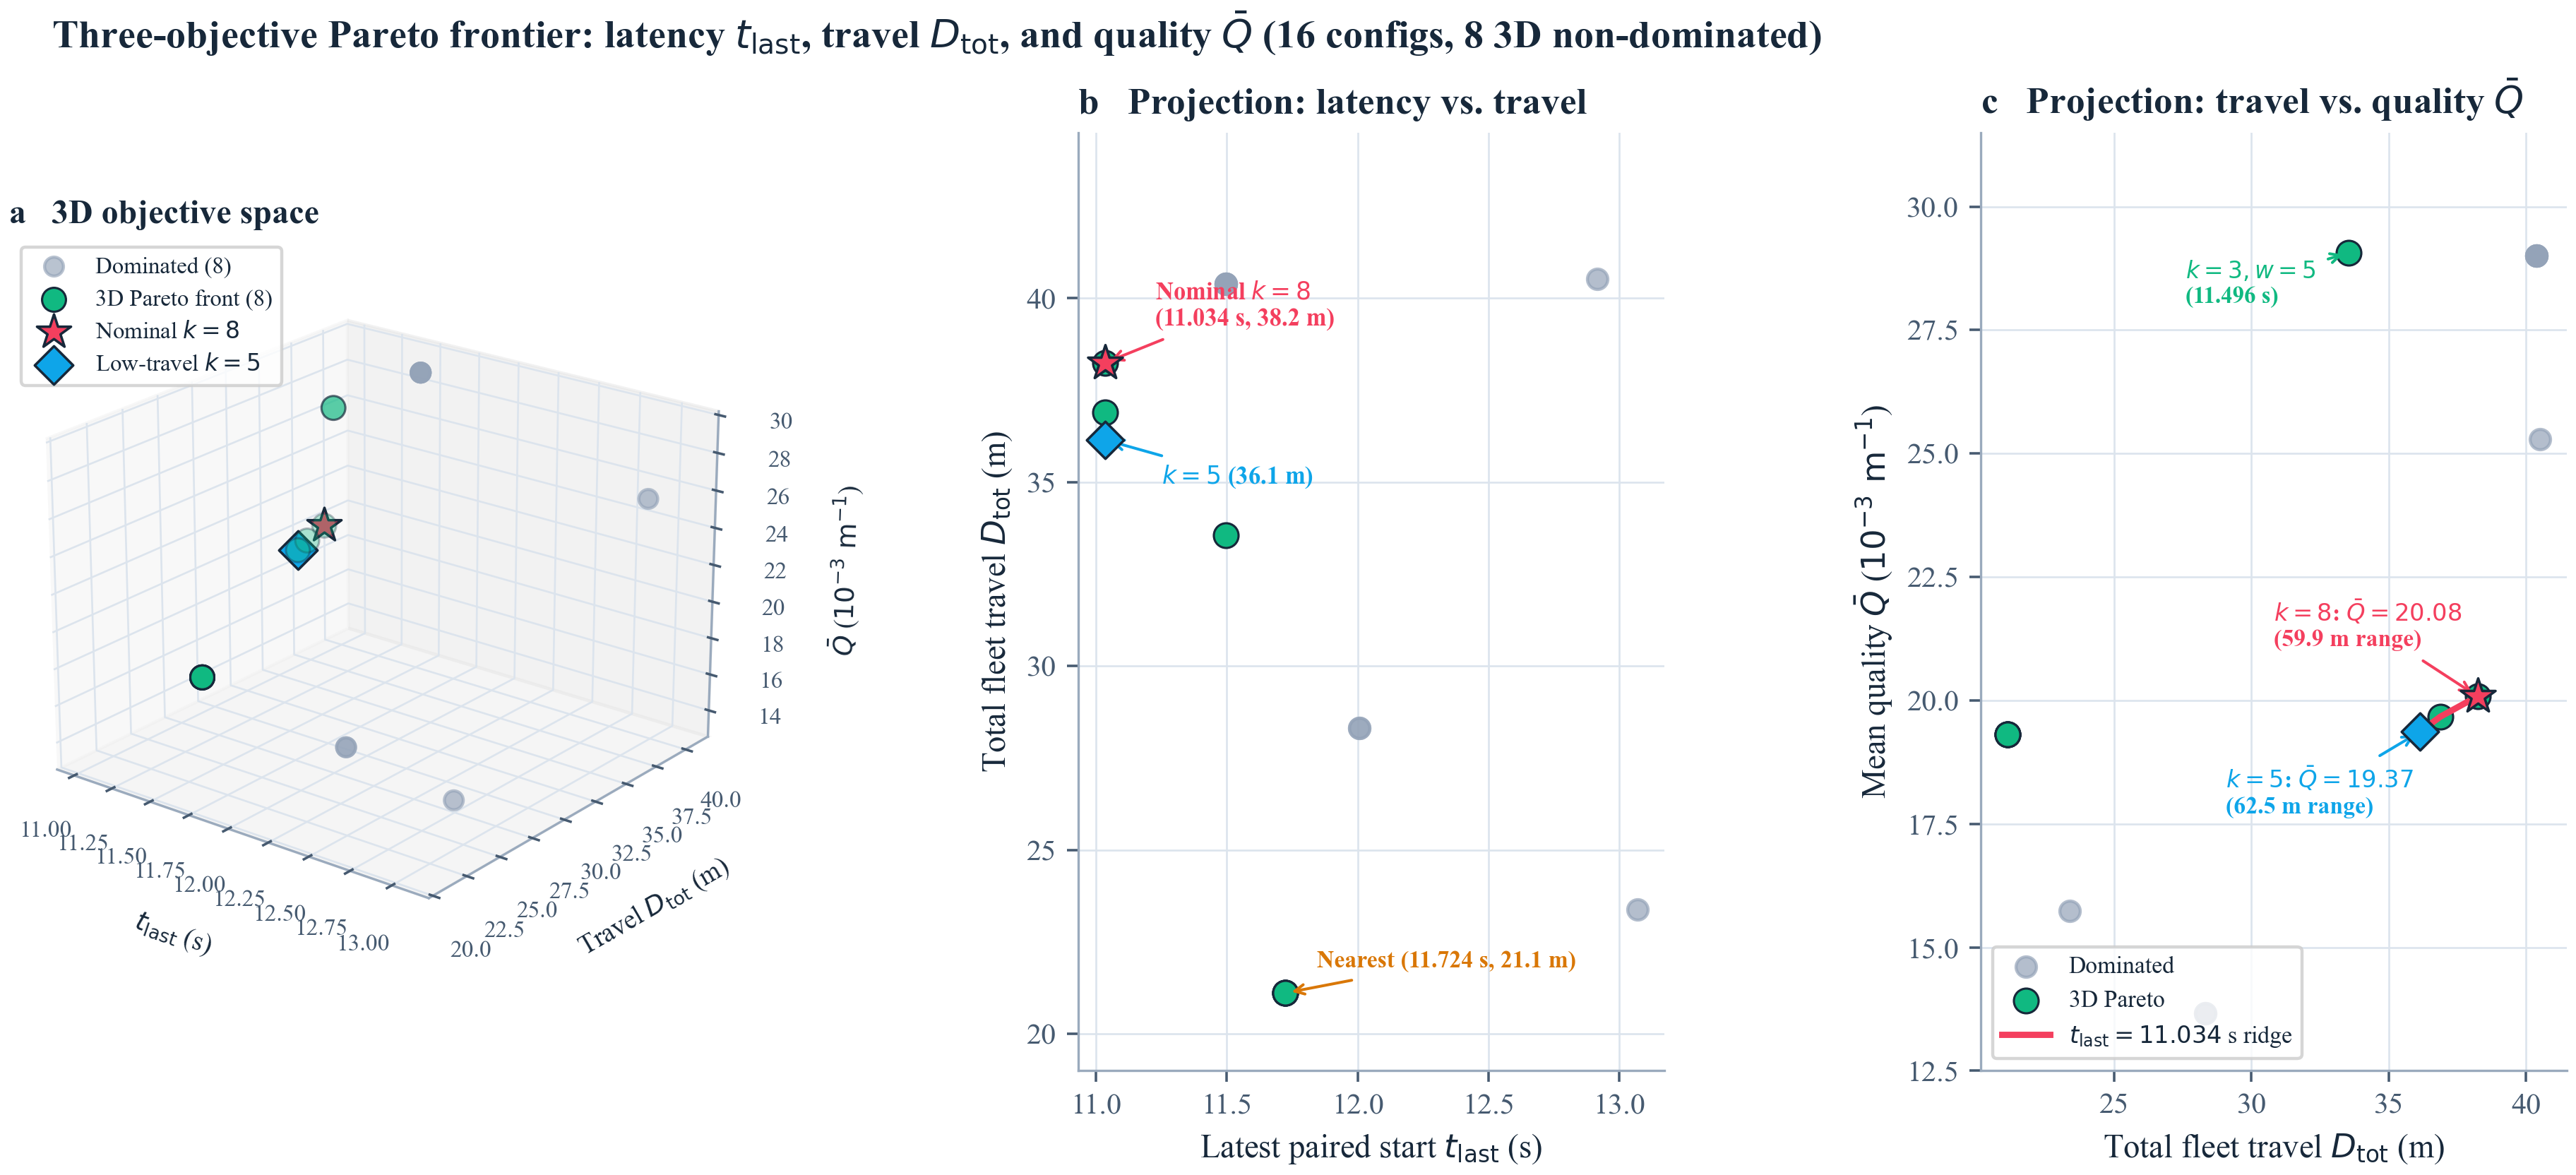 Three-objective Pareto frontier: latency t_last, travel D_tot, and quality Q̄ (16 configs, 8 3D non-dominated)
a 3D objective space
Dominated (8)
3D Pareto front (8)
Nominal k = 8
Low-travel k = 5
30
28
26
24
22
20
18
16
14
Q̄ (10⁻³ m⁻¹)
11.00
11.25
11.50
11.75
12.00
12.25
12.50
12.75
13.00
t_last (s)
20.0
22.5
25.0
27.5
30.0
32.5
35.0
37.5
40.0
Travel D_tot (m)
b Projection: latency vs. travel
Total fleet travel D_tot (m)
40
35
30
25
20
Nominal k = 8
(11.034 s, 38.2 m)
k = 5 (36.1 m)
Nearest (11.724 s, 21.1 m)
11.0
11.5
12.0
12.5
13.0
Latest paired start t_last (s)
c Projection: travel vs. quality Q̄
Mean quality Q̄ (10⁻³ m⁻¹)
30.0
27.5
25.0
22.5
20.0
17.5
15.0
12.5
k = 3, w = 5
(11.496 s)
k = 8: Q̄ = 20.08
(59.9 m range)
k = 5: Q̄ = 19.37
(62.5 m range)
Dominated
3D Pareto
t_last = 11.034 s ridge
25
30
35
40
Total fleet travel D_tot (m)